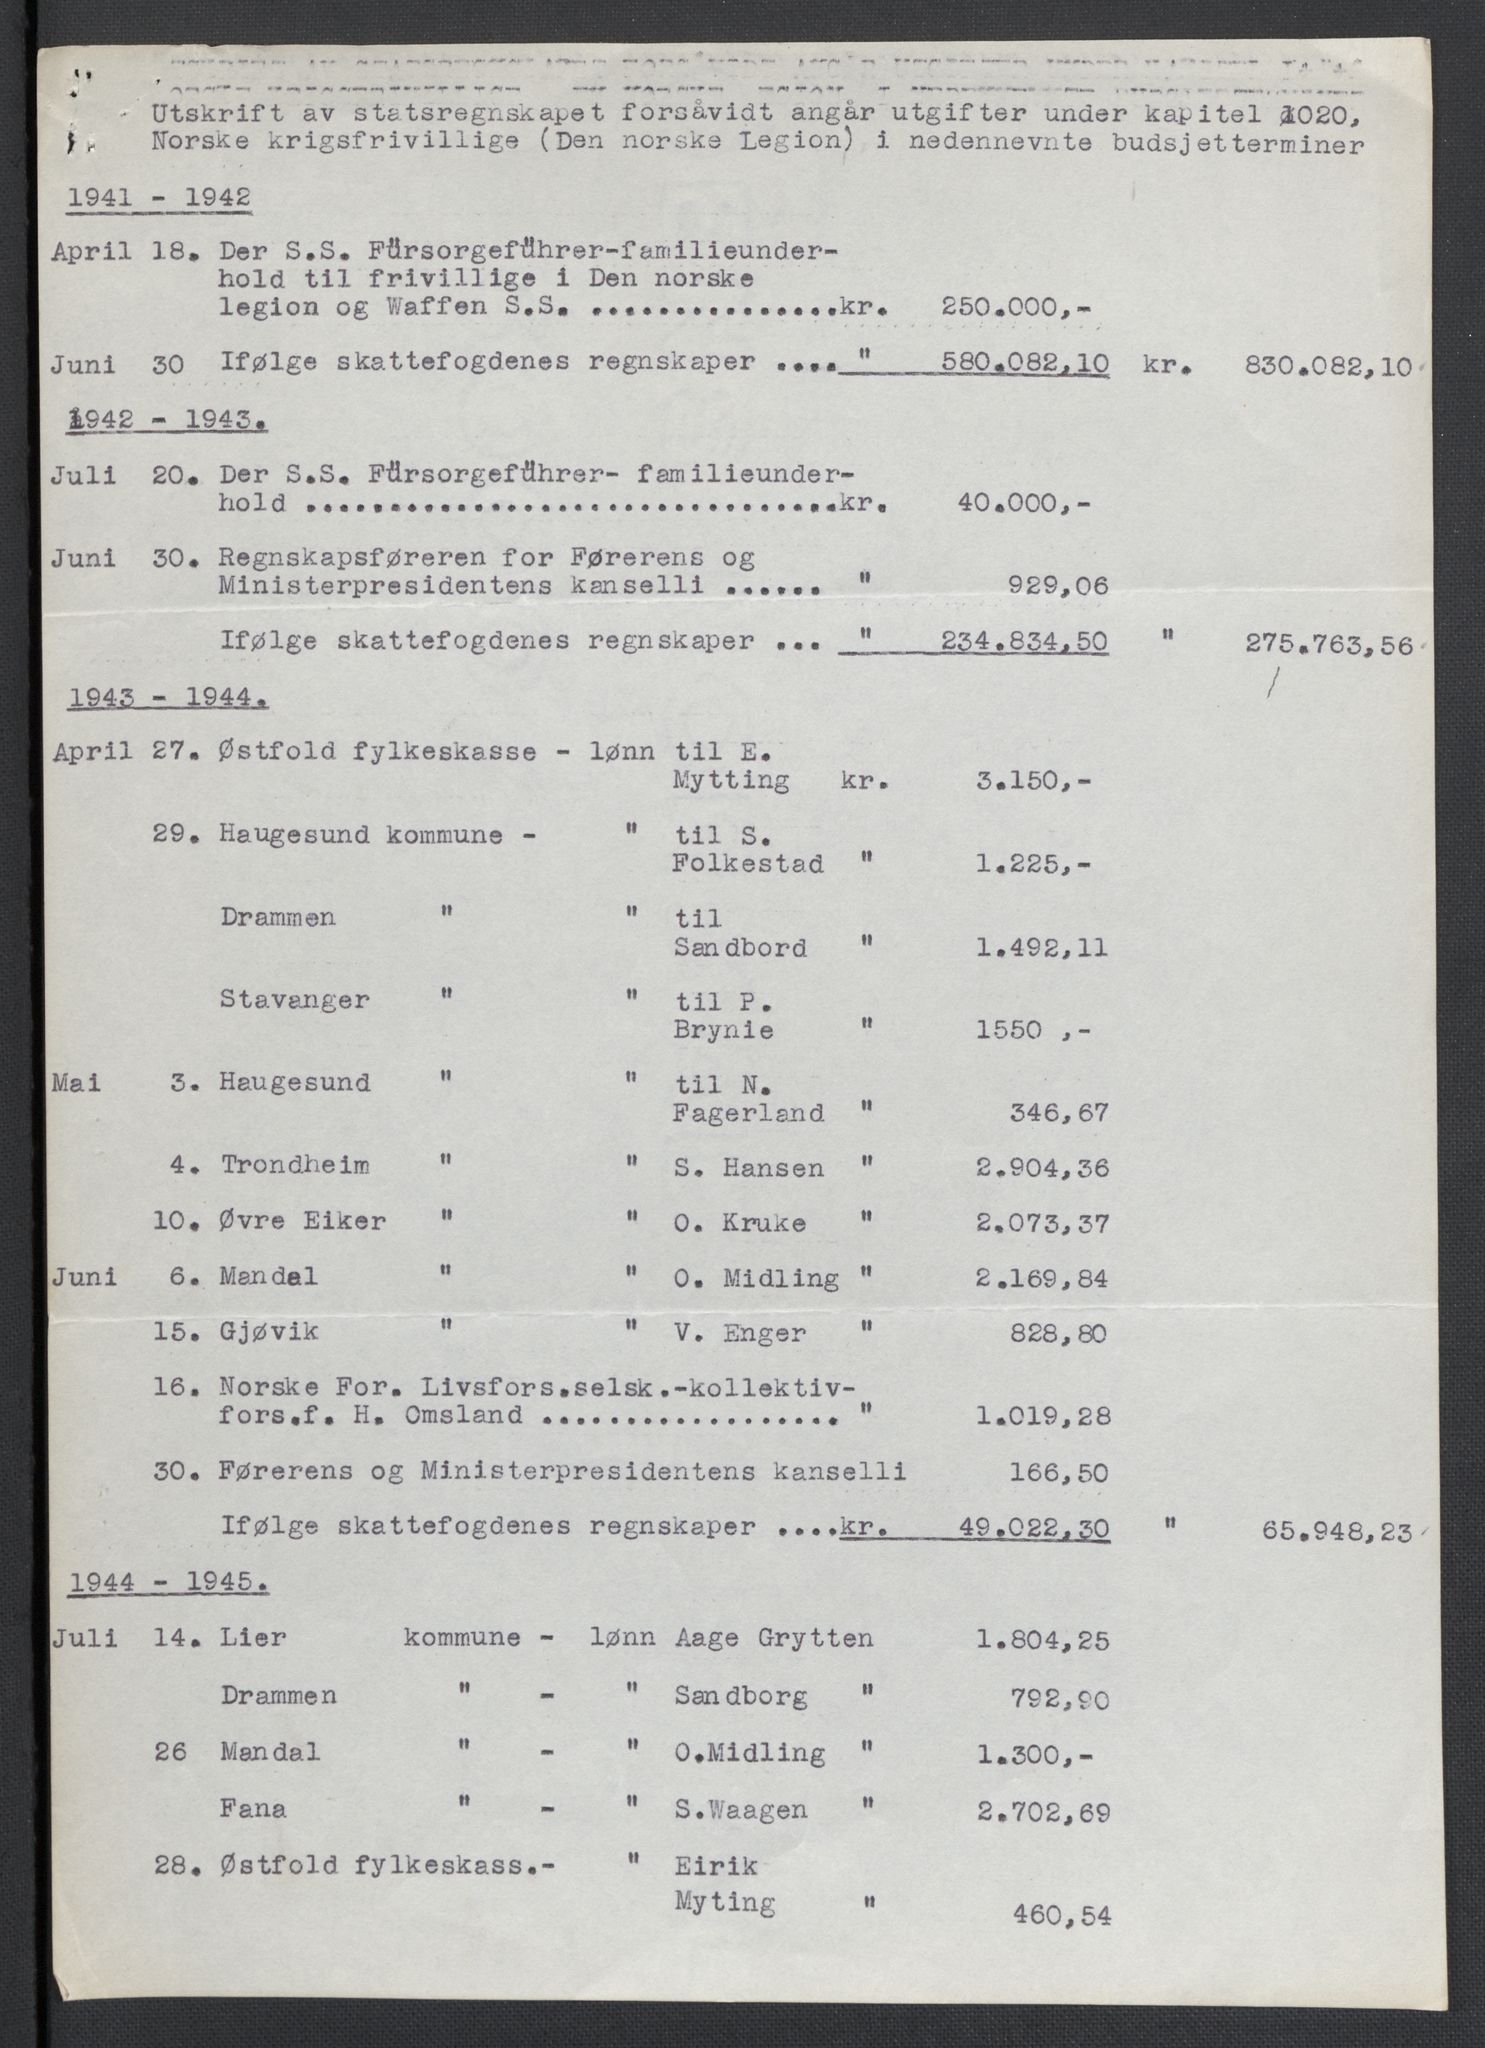 Utskrift av statsregnskapet forsåvidt angår utgifter under kapitel 1020,
Norske krigsfrivillige (Den norske Legion) i nedennevnte budsjetterminer
1941 - 1942
April 18. Der S.S. Fürsorgeführer-familieunder-
hold til frivillige i Den norske
legion og Waffen S.S. ...............kr. 250.000,-
Juni 30 Ifølge skattefogdenes regnskaper .... " 580.082,10 kr. 830.082,10
1942 - 1943.
Juli 20. Der S.S. Fürsorgeführer- familieunder-
hold ................................kr. 40.000,-
Juni 30. Regnskapsføreren for Førerens og
Ministerpresidentens kanselli ...... " 929,06
Ifølge skattefogdenes regnskaper ... " 234.834,50 " 275.763,56
1943 - 1944.
April 27. Østfold fylkeskasse - lønn til E.
Mytting kr. 3.150,-
29. Haugesund kommune - " til S.
Folkestad " 1.225,-
Drammen " " til
Sandbord " 1.492,11
Stavanger " " til P.
Brynie " 1550 ,-
Mai 3. Haugesund " " til N.
Fagerland " 346,67
4. Trondheim " " S. Hansen " 2.904,36
10. Øvre Eiker " " O. Kruke " 2.073,37
Juni 6. Mandal " " O. Midling " 2.169,84
15. Gjøvik " " V. Enger " 828,80
16. Norske For. Livsfors.selsk.-kollektiv-
fors.f. H. Omsland .................. " 1.019,28
30. Førerens og Ministerpresidentens kanselli 166,50
Ifølge skattefogdenes regnskaper ....kr. 49.022,30 " 65.948,23
1944 - 1945.
Juli 14. Lier kommune - lønn Aage Grytten 1.804,25
Drammen " - " Sandborg " 792,90
26 Mandal " - " O.Midling " 1.300,-
Fana " - " S.Waagen " 2.702,69
28. Østfold fylkeskass.- " Eirik
Myting " 460,54